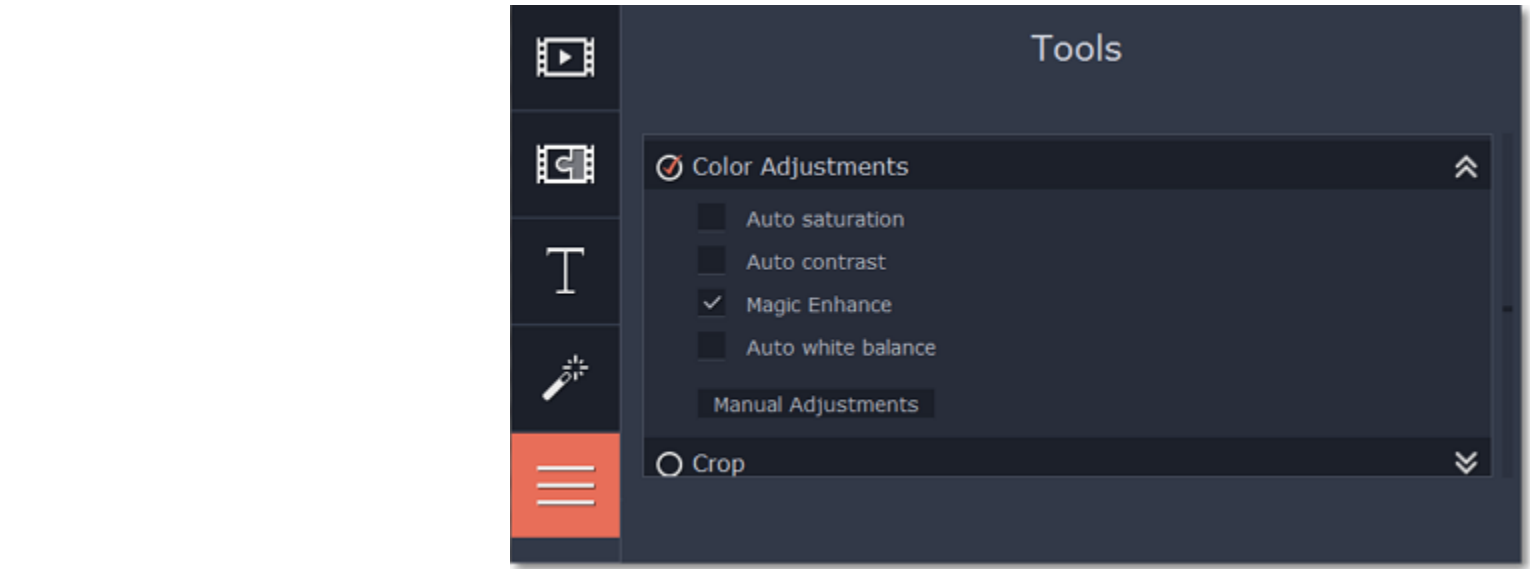 Tools
Color Adjustments
Auto saturation
Auto contrast
Magic Enhance
Auto white balance
Manual Adjustments
Crop